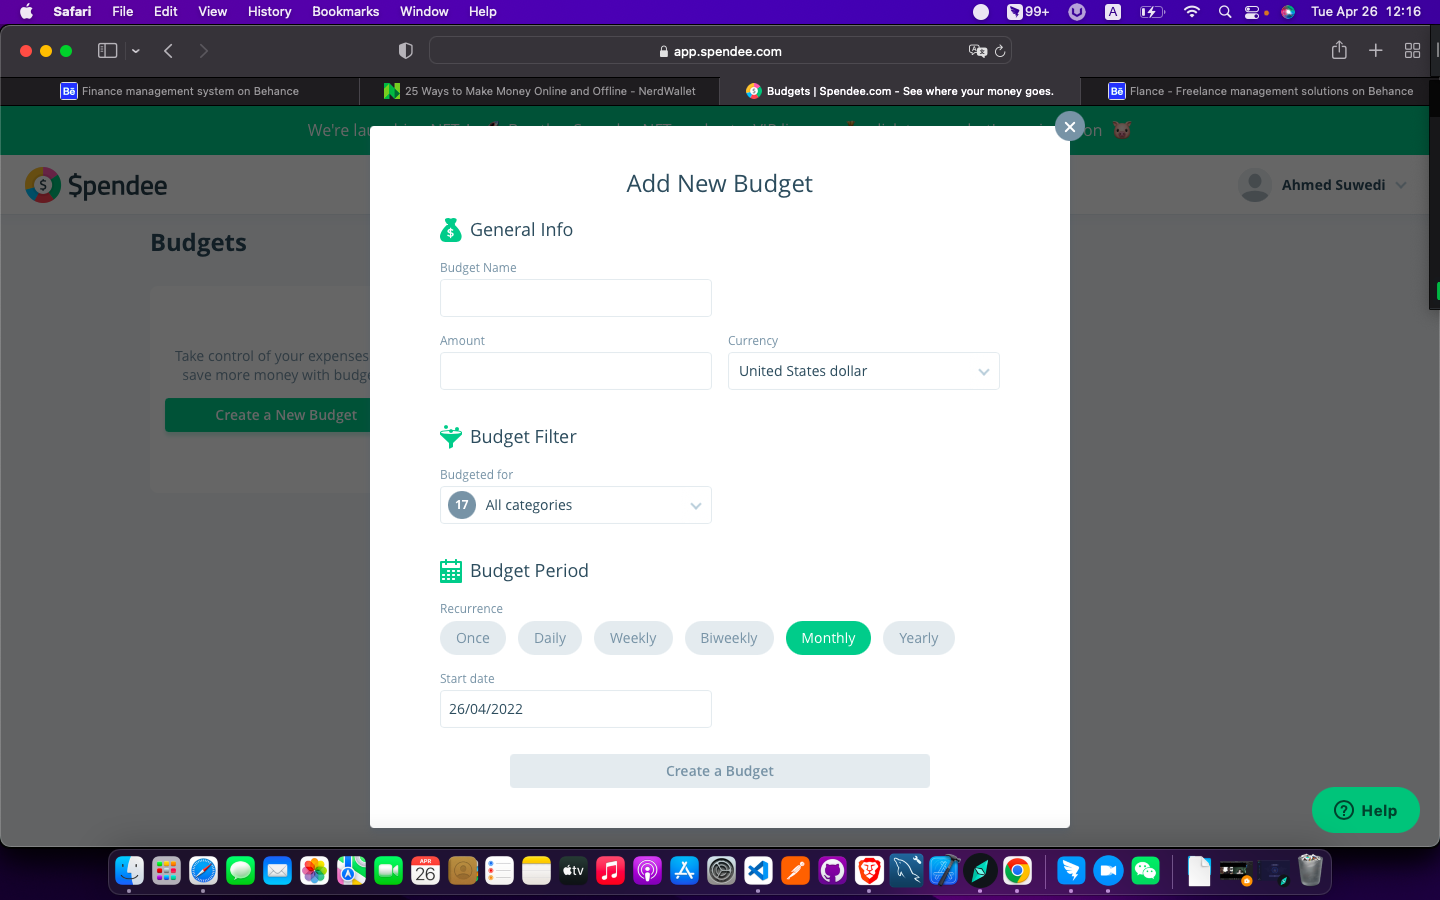 Safari File Edit View History Bookmarks Window Help 99+ A Tue Apr 26 12:16
app.spendee.com
Bē Finance management system on Behance
25 Ways to Make Money Online and Offline - NerdWallet
Budgets | Spendee.com - See where your money goes.
Bē Flance - Freelance management solutions on Behance
We're
on
Spendee
Ahmed Suwedi
Budgets
Take control of your expenses
save more money with
Create a New Budget
Add New Budget
General Info
Budget Name
Amount
Currency
United States dollar
Budget Filter
Budgeted for
17 All categories
Budget Period
Recurrence
Once Daily Weekly Biweekly Monthly Yearly
Start date
26/04/2022
Create a Budget
? Help
APR
26
tv